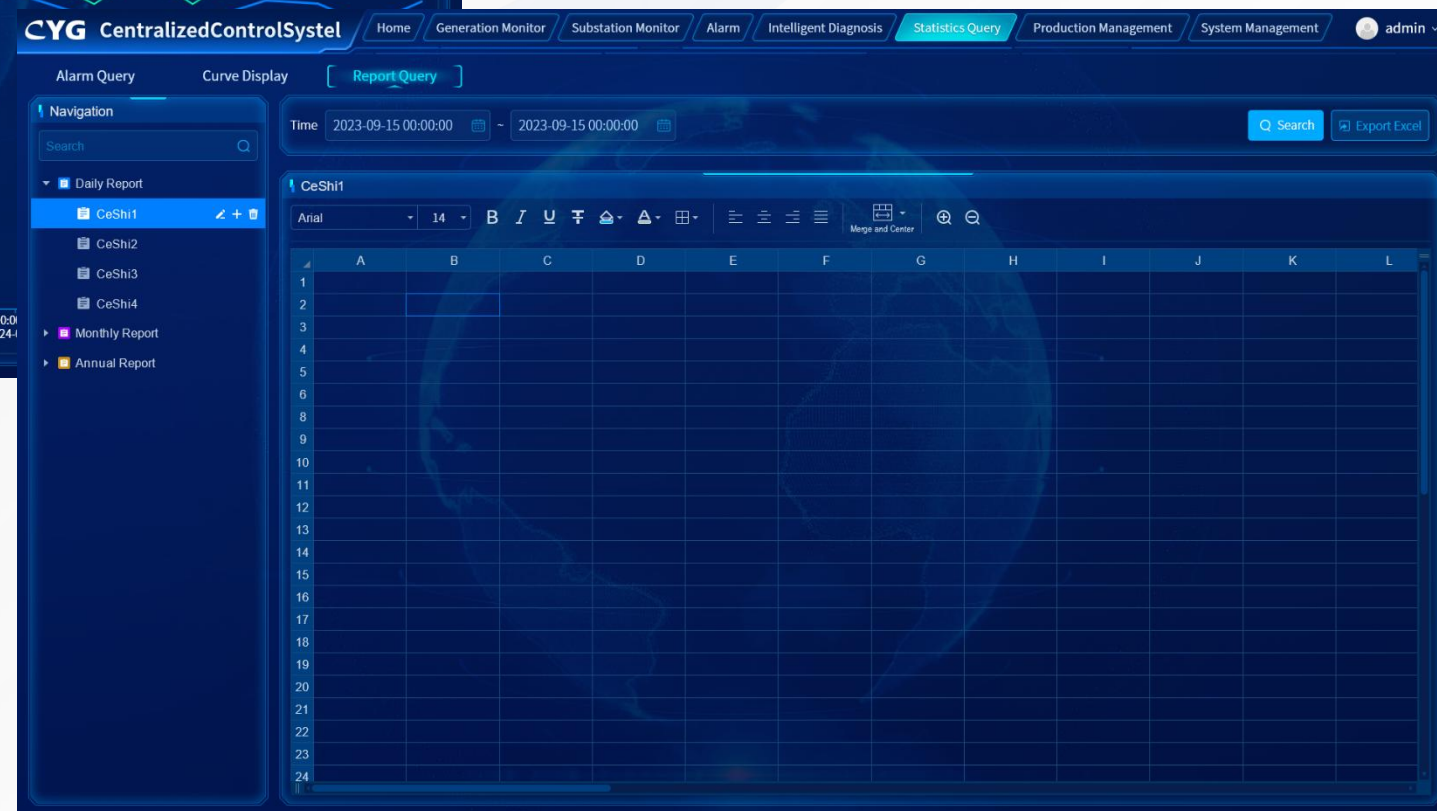 CYG CentralizedControlSystel Home Generation Monitor Substation Monitor Alarm Intelligent Diagnosis Statistics Query Production Management System Management admin
Alarm Query Curve Display Report Query
Navigation
Search
Daily Report
CeShi1
CeShi2
CeShi3
CeShi4
Monthly Report
Annual Report
Time 2023-09-15 00:00:00 ~ 2023-09-15 00:00:00 Search Export Excel
CeShi1
Arial 14 B I U T A Merge and Center
A B C D E F G H I J K L
1
2
3
4
5
6
8
9
10
11
12
13
14
15
16
17
18
19
20
21
22
23
24